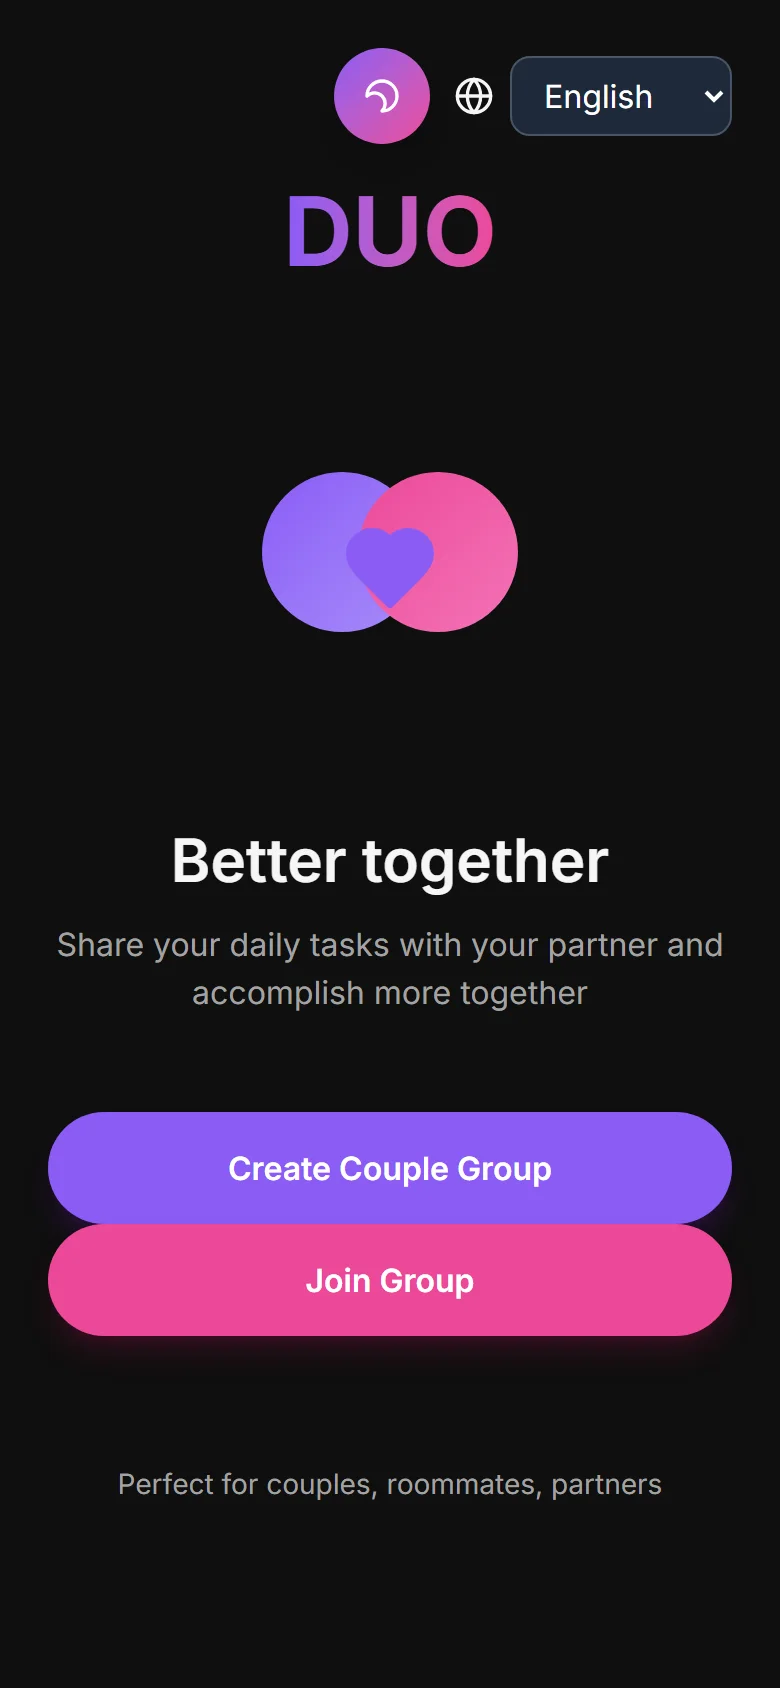 English
DUO
Better together
Share your daily tasks with your partner and
accomplish more together
Create Couple Group
Join Group
Perfect for couples, roommates, partners